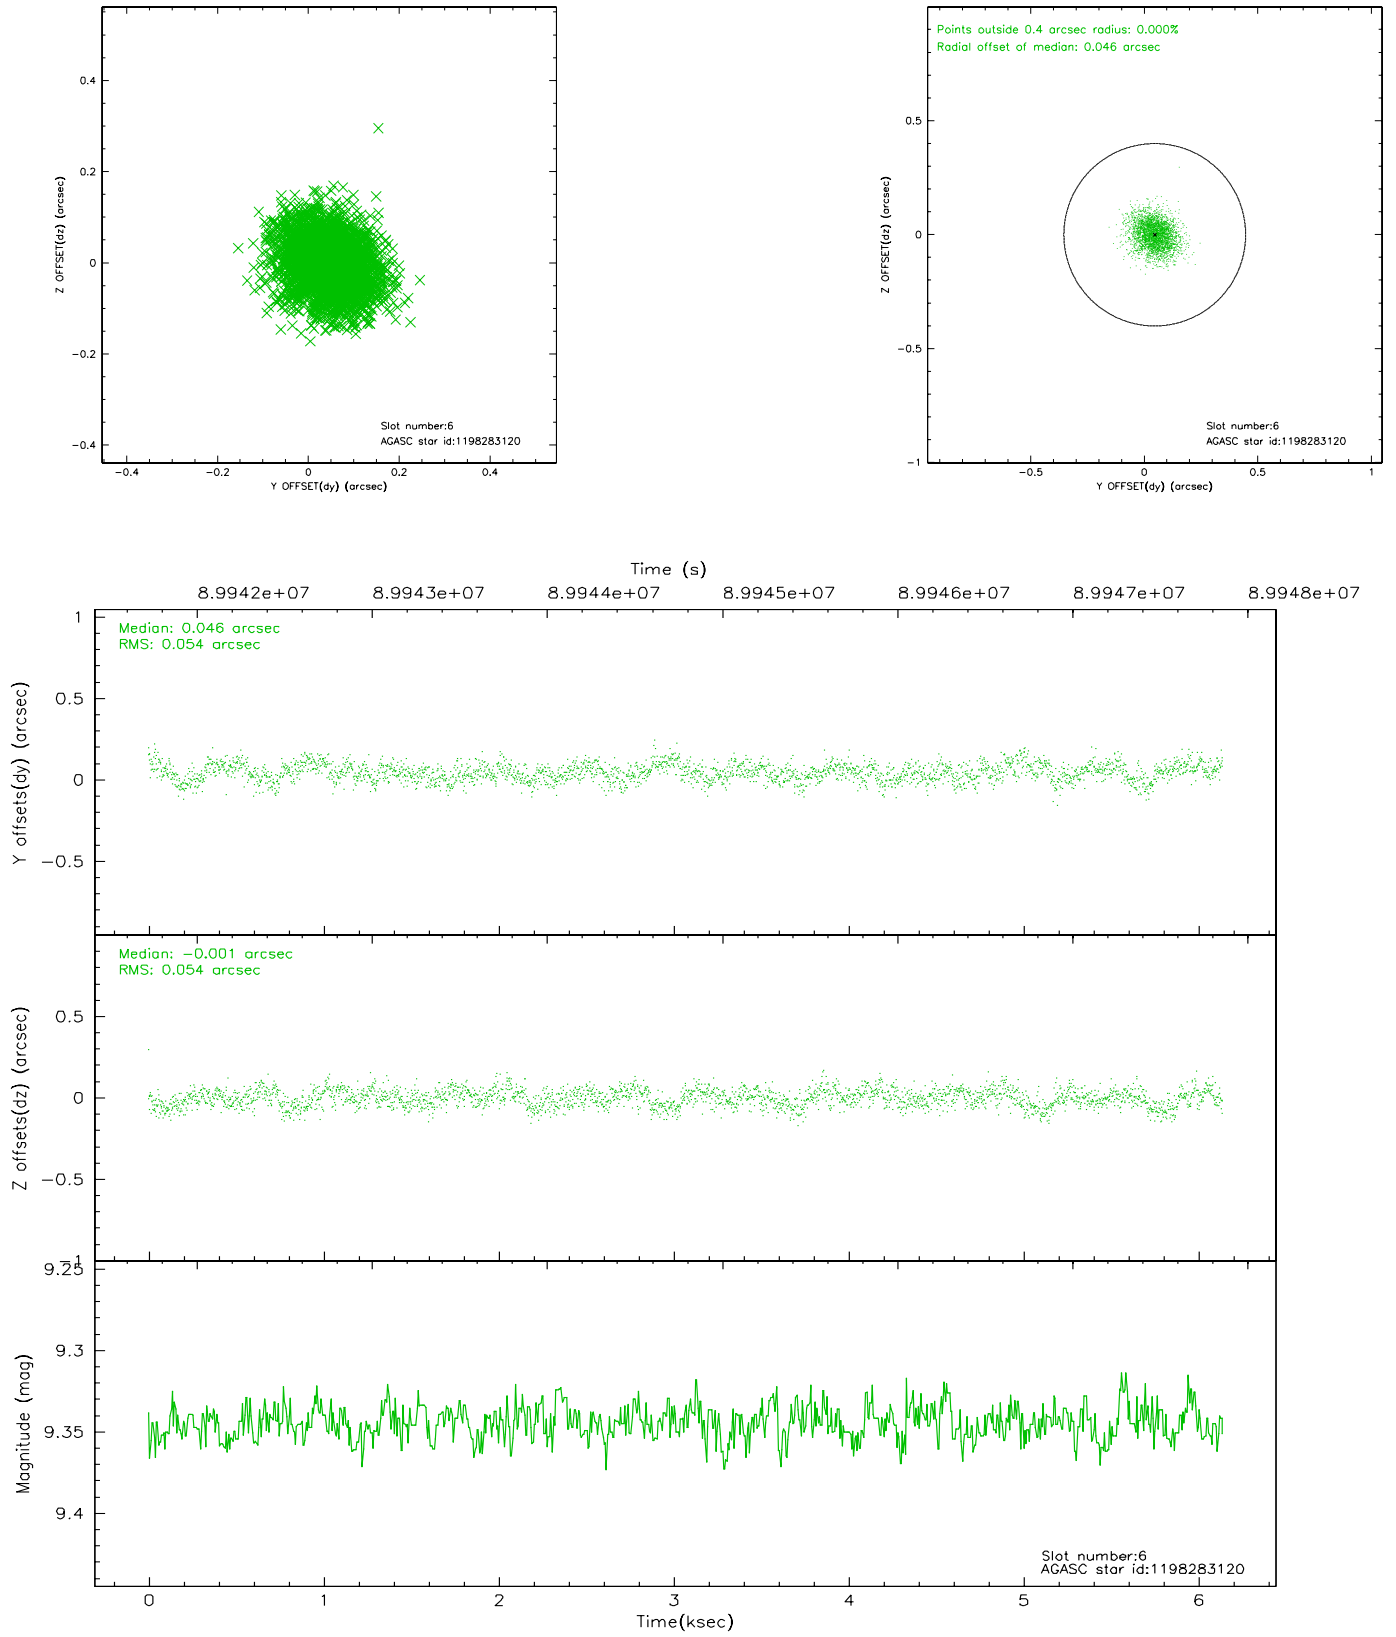 0.4
0.2
0
−0.2
−0.4
Z OFFSET(dz) (arcsec)
Slot number:6
AGASC star id:1198283120
−0.4
−0.2
0
0.2
0.4
Y OFFSET(dy) (arcsec)
Points outside 0.4 arcsec radius: 0.000%
Radial offset of median: 0.046 arcsec
0.5
0
−0.5
−1
Z OFFSET(dz) (arcsec)
Slot number:6
AGASC star id:1198283120
−0.5
0
0.5
1
Y OFFSET(dy) (arcsec)
Time (s)
8.9942e+07
8.9943e+07
8.9944e+07
8.9945e+07
8.9946e+07
8.9947e+07
8.9948e+07
Median: 0.046 arcsec
RMS: 0.054 arcsec
1
0.5
0
−0.5
Y offsets(dy) (arcsec)
Median: −0.001 arcsec
RMS: 0.054 arcsec
0.5
0
−0.5
−1
Z offsets(dz) (arcsec)
9.25
9.3
9.35
9.4
Magnitude (mag)
Slot number:6
AGASC star id:1198283120
0
1
2
3
4
5
6
Time(ksec)